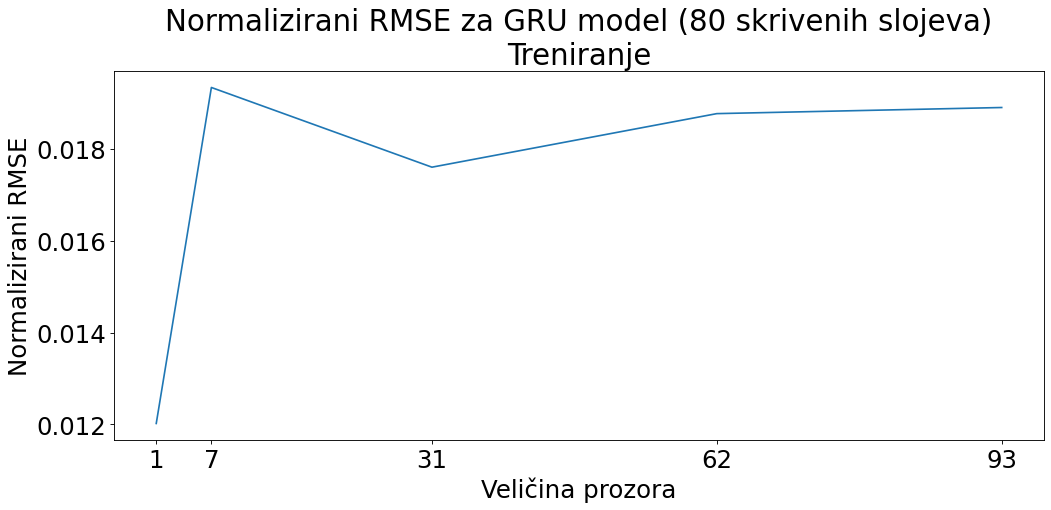 Normalizirani RMSE za GRU model (80 skrivenih slojeva)
Treniranje
Normalizirani RMSE
0.018
0.016
0.014
0.012
1 7 31 62 93
Veličina prozora